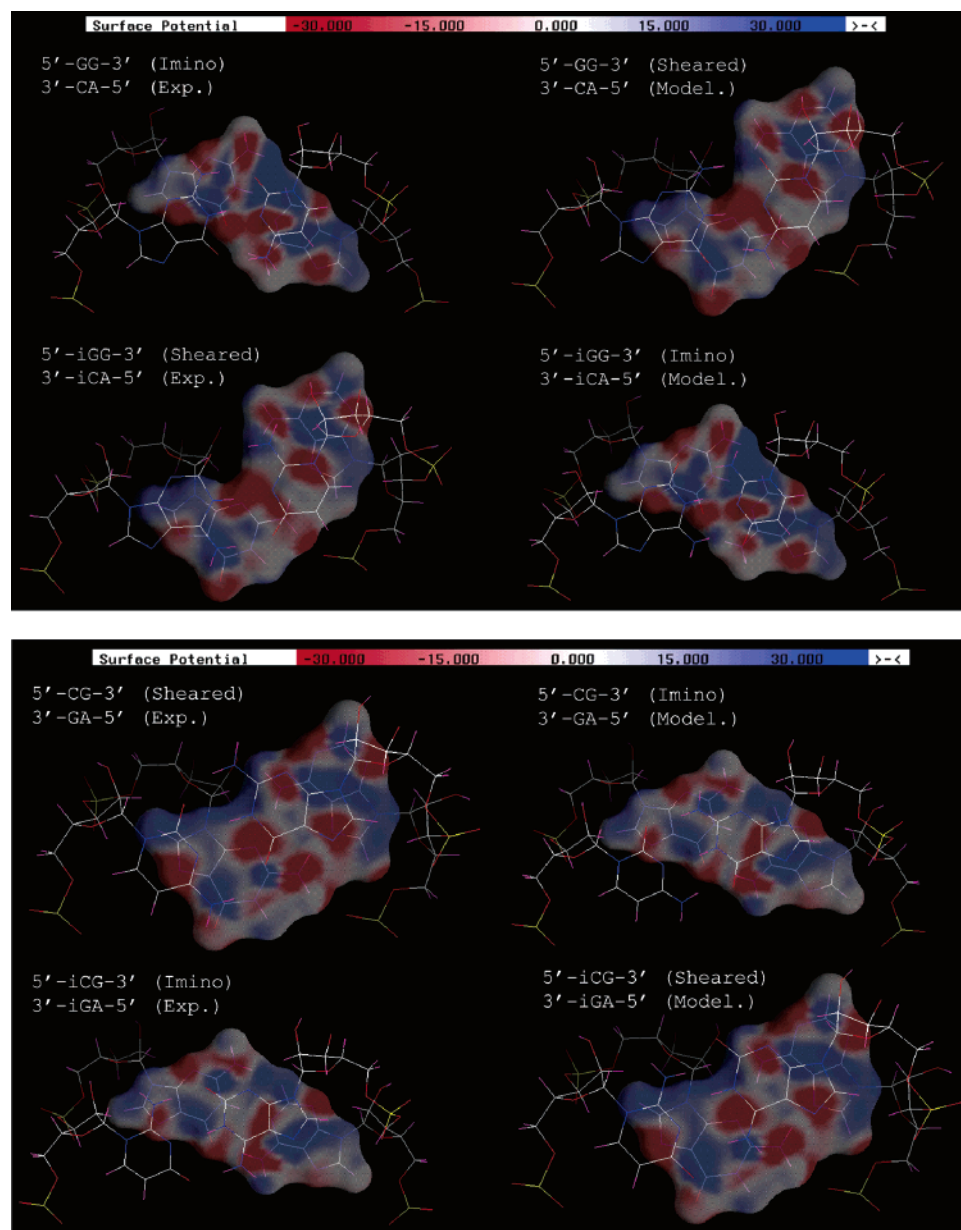 Surface Potential -30.000 -15.000 0.000 15.000 30.000 >-<
5′-GG-3′ (Imino)
3′-CA-5′ (Exp.)
5′-GG-3′ (Sheared)
3′-CA-5′ (Model.)
5′-iGG-3′ (Sheared)
3′-iCA-5′ (Exp.)
5′-iGG-3′ (Imino)
3′-iCA-5′ (Model.)
Surface Potential -30.000 -15.000 0.000 15.000 30.000 >-<
5′-CG-3′ (Sheared)
3′-GA-5′ (Exp.)
5′-CG-3′ (Imino)
3′-GA-5′ (Model.)
5′-iCG-3′ (Imino)
3′-iGA-5′ (Exp.)
5′-iCG-3′ (Sheared)
3′-iGA-5′ (Model.)